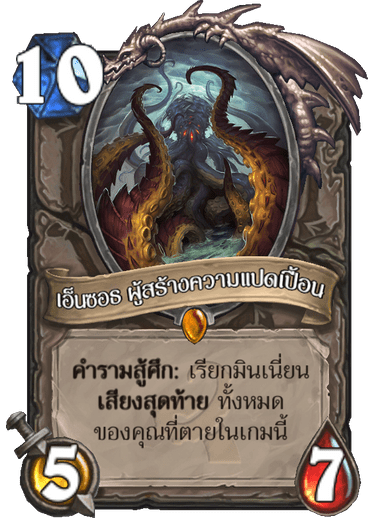 10
เอ็นซอธ ผู้สร้างความแปดเปื้อน
คำรามสู้ศึก: เรียกมินเนี่ยน
เสียงสุดท้าย ทั้งหมด
ของคุณที่ตายในเกมนี้
5
7